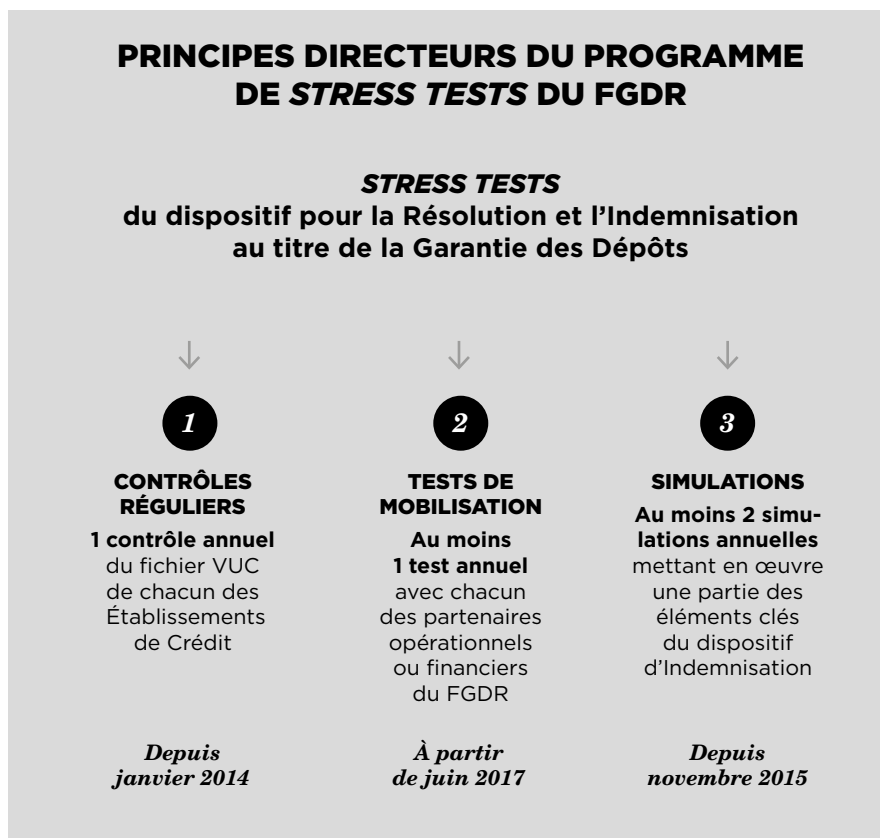 PRINCIPES DIRECTEURS DU PROGRAMME
DE STRESS TESTS DU FGDR
STRESS TESTS
du dispositif pour la Résolution et l’Indemnisation
au titre de la Garantie des Dépôts
1
CONTRÔLES
RÉGULIERS
1 contrôle annuel
du fichier VUC
de chacun des
Établissements
de Crédit
Depuis
janvier 2014
2
TESTS DE
MOBILISATION
Au moins
1 test annuel
avec chacun
des partenaires
opérationnels
ou financiers
du FGDR
À partir
de juin 2017
3
SIMULATIONS
Au moins 2 simu-
lations annuelles
mettant en œuvre
une partie des
éléments clés
du dispositif
d’Indemnisation
Depuis
novembre 2015